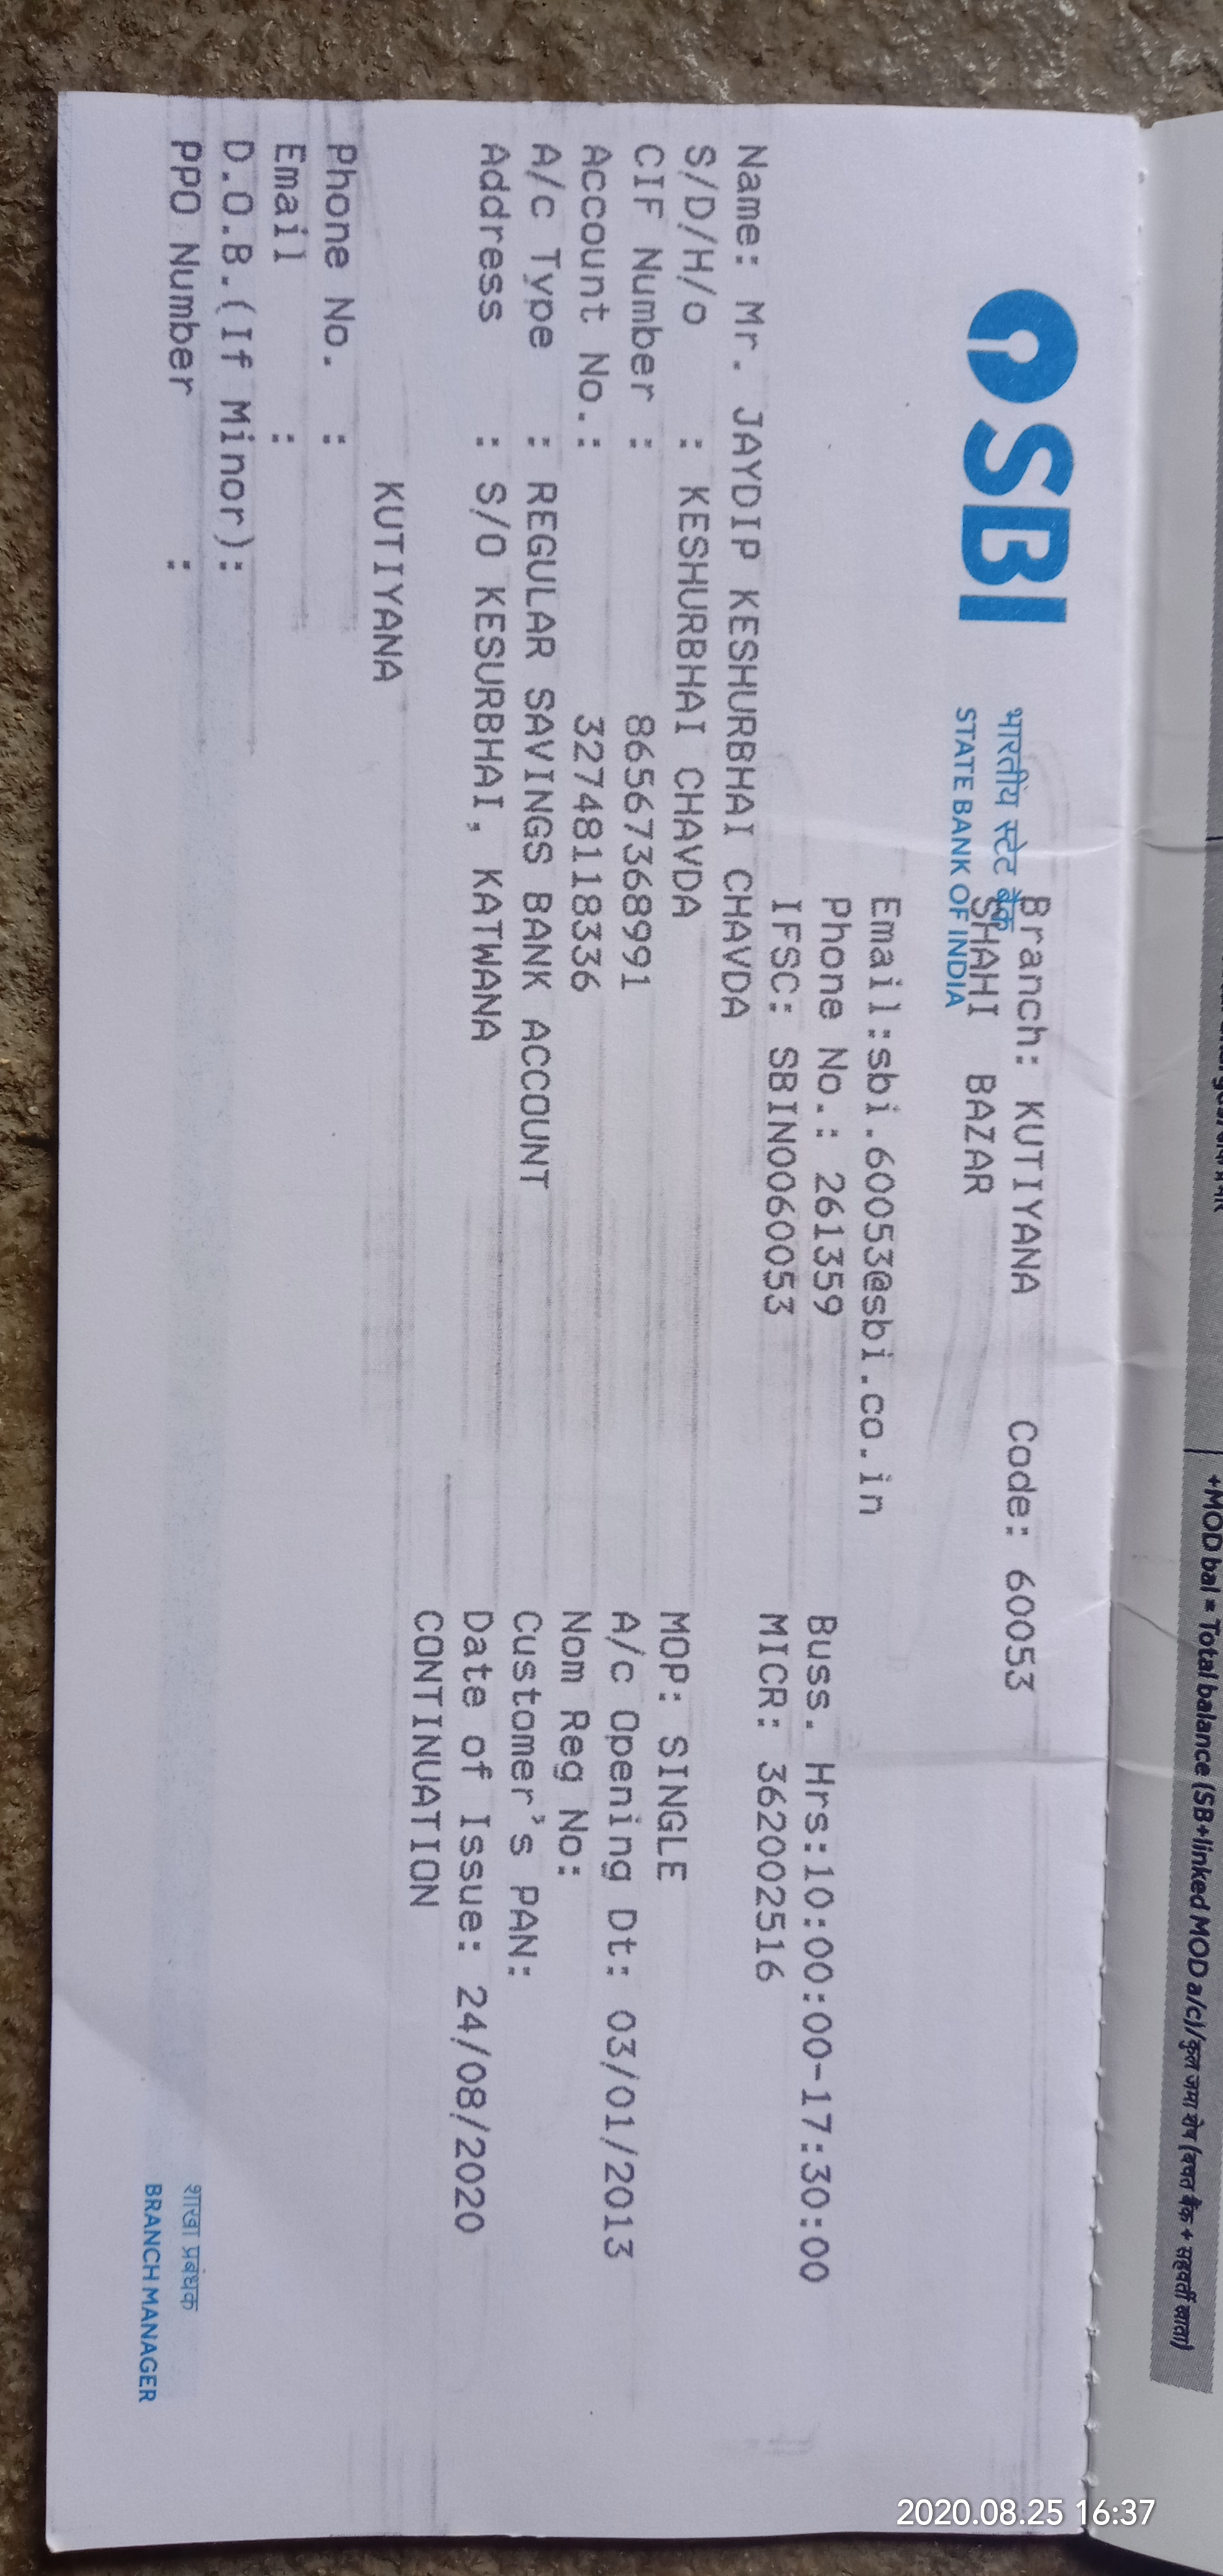 SBI
भारतीय स्टेट बैंक
STATE BANK OF INDIA
Branch: KUTIYANA Code: 60053
SHAHI BAZAR
Email:sbi.60053@sbi.co.in
Phone No.: 261359 Buss. Hrs:10:00:00-17:30:00
IFSC: SBIN0060053 MICR: 362002516
Name: Mr. JAYDIP KESHURBHAI CHAVDA
S/D/H/o : KESHURBHAI CHAVDA MOP: SINGLE
CIF Number : 86567368991 A/c Opening Dt: 03/01/2013
Account No.: 32748118336 Nom Reg No:
A/c Type : REGULAR SAVINGS BANK ACCOUNT Customer's PAN:
Address : S/O KESURBHAI, KATWANA Date of Issue: 24/08/2020
CONTINUATION
KUTIYANA
Phone No. :
Email :
D.O.B.(If Minor):
PPO Number :
शाखा प्रबंधक
BRANCH MANAGER
+MOD bal = Total balance (SB+linked MOD a/c)/कुल जमा शेष (बचत बैंक + सहवर्ती खाता)
2020.08.25 16:37